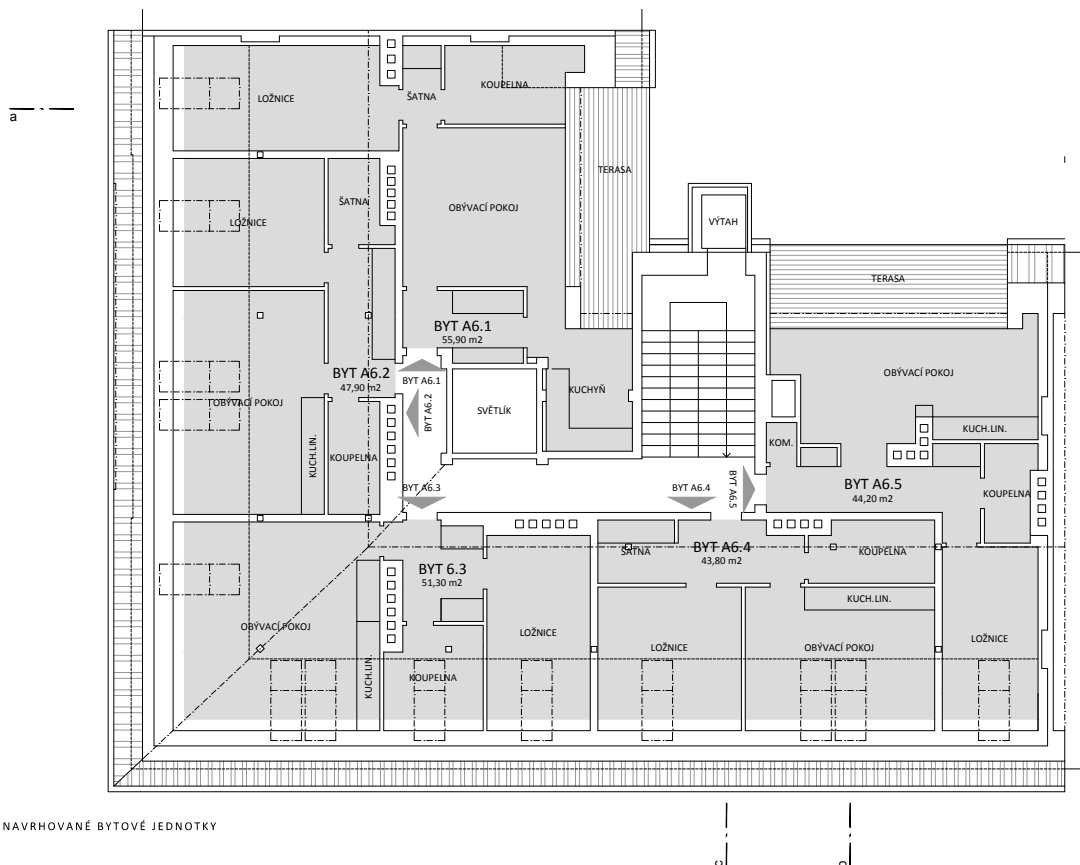 a
LOŽNICE
ŠATNA
KOUPELNA
TERASA
LOŽNICE
ŠATNA
OBÝVACÍ POKOJ
VÝTAH
TERASA
BYT A6.1
55,90 m2
BYT A6.2
47,90 m2
BYT A6.1
BYT A6.2
OBÝVACÍ POKOJ
KUCH.LIN.
KOUPELNA
SVĚTLÍK
KUCHYŇ
OBÝVACÍ POKOJ
KUCH.LIN.
KOM.
BYT A6.3
BYT A6.4
BYT A6.5
BYT A6.5
44,20 m2
KOUPELNA
BYT 6.3
51,30 m2
ŠATNA
BYT A6.4
43,80 m2
KOUPELNA
KUCH.LIN.
OBÝVACÍ POKOJ
KUCH.LIN.
KOUPELNA
LOŽNICE
LOŽNICE
OBÝVACÍ POKOJ
LOŽNICE
NAVRHOVANÉ BYTOVÉ JEDNOTKY